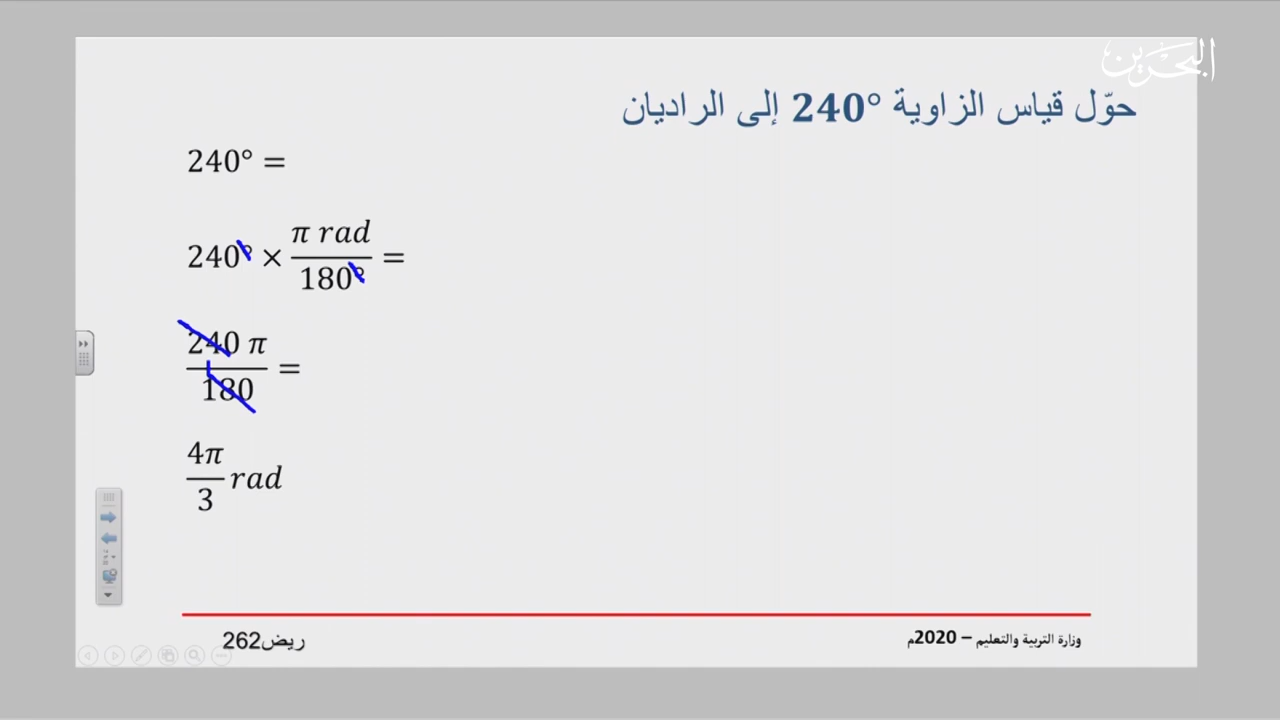 البحرين
حوّل قياس الزاوية 240° إلى الراديان
240° =
240° × π rad / 180° =
240 π / 180 =
4π / 3 rad
وزارة التربية والتعليم – 2020م
ريض262